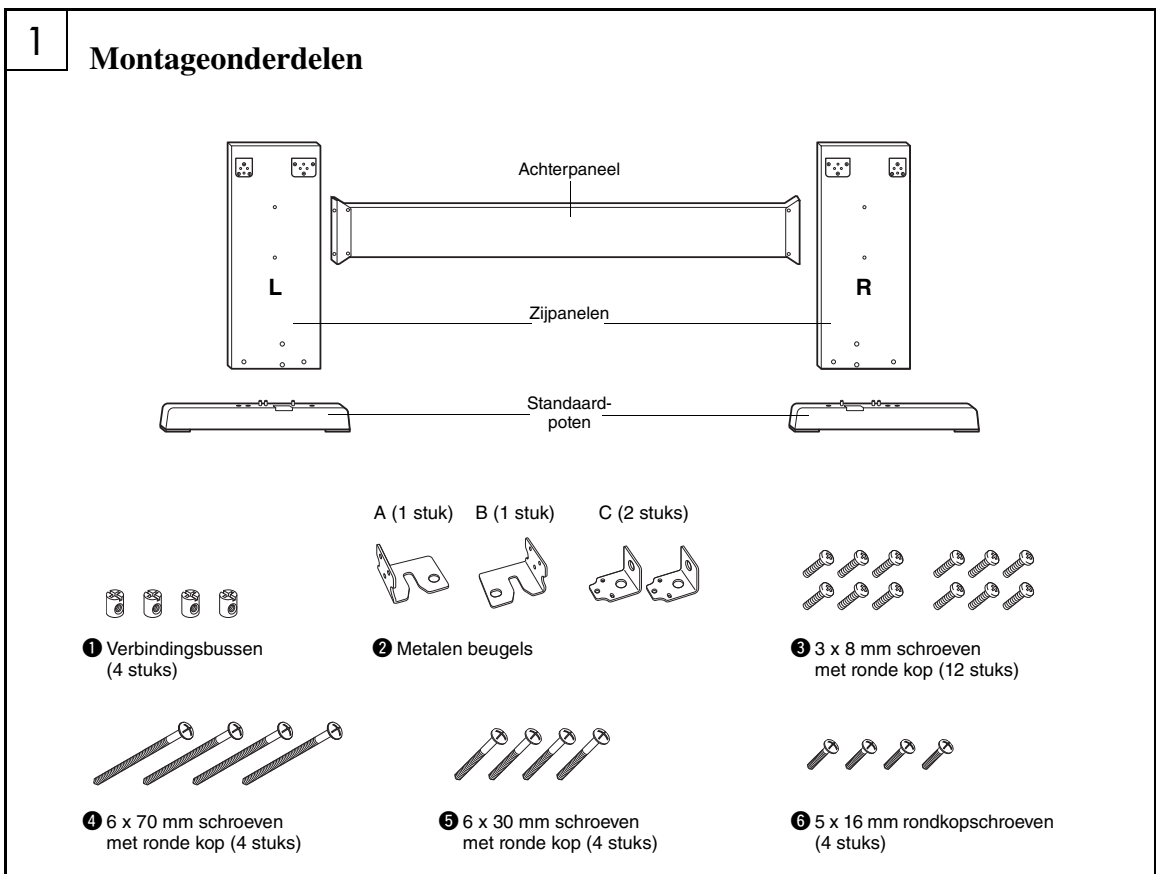 1
Montageonderdelen
Achterpaneel
L
R
Zijpanelen
Standaard-
poten
A (1 stuk)
B (1 stuk)
C (2 stuks)
❶ Verbindingsbussen
(4 stuks)
❷ Metalen beugels
❸ 3 x 8 mm schroeven
met ronde kop (12 stuks)
❹ 6 x 70 mm schroeven
met ronde kop (4 stuks)
❺ 6 x 30 mm schroeven
met ronde kop (4 stuks)
❻ 5 x 16 mm rondkopschroeven
(4 stuks)